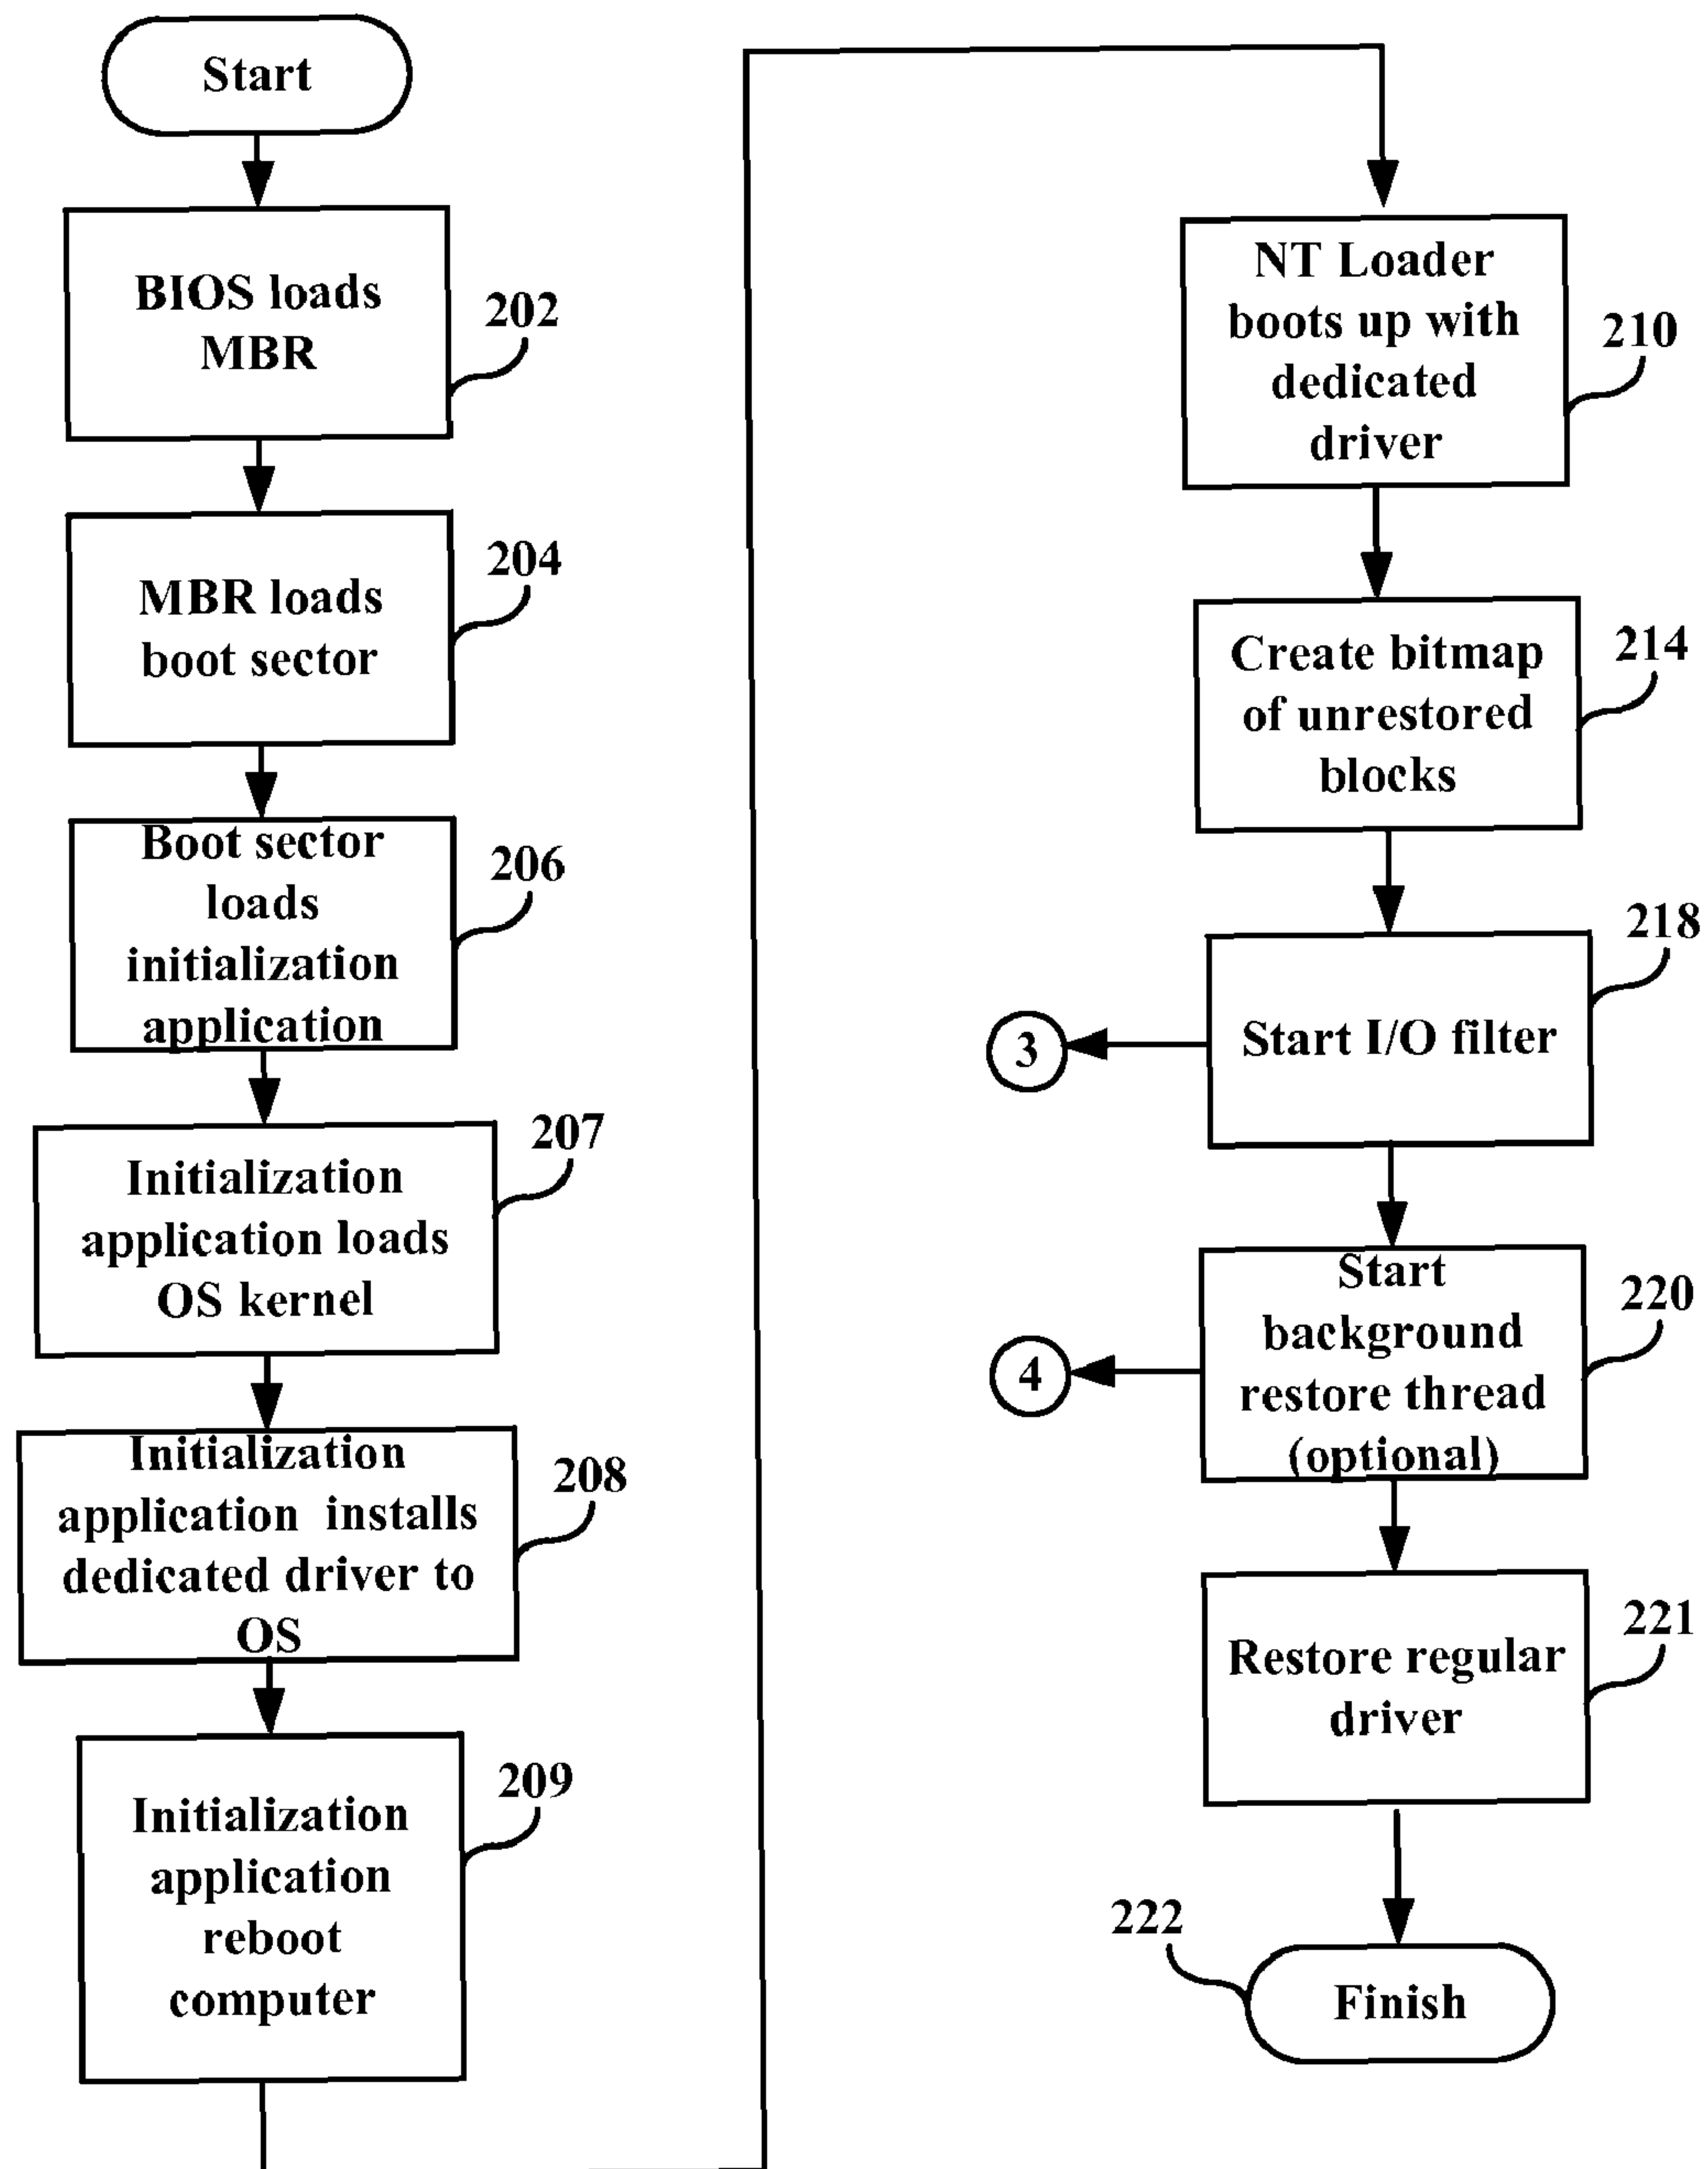 Start
BIOS loads
MBR
202
MBR loads
boot sector
204
Boot sector
loads
initialization
application
206
Initialization
application loads
OS kernel
207
Initialization
application installs
dedicated driver to
OS
208
Initialization
application
reboot
computer
209
NT Loader
boots up with
dedicated
driver
210
Create bitmap
of unrestored
blocks
214
Start I/O filter
218
3
Start
background
restore thread
(optional)
220
4
Restore regular
driver
221
222
Finish